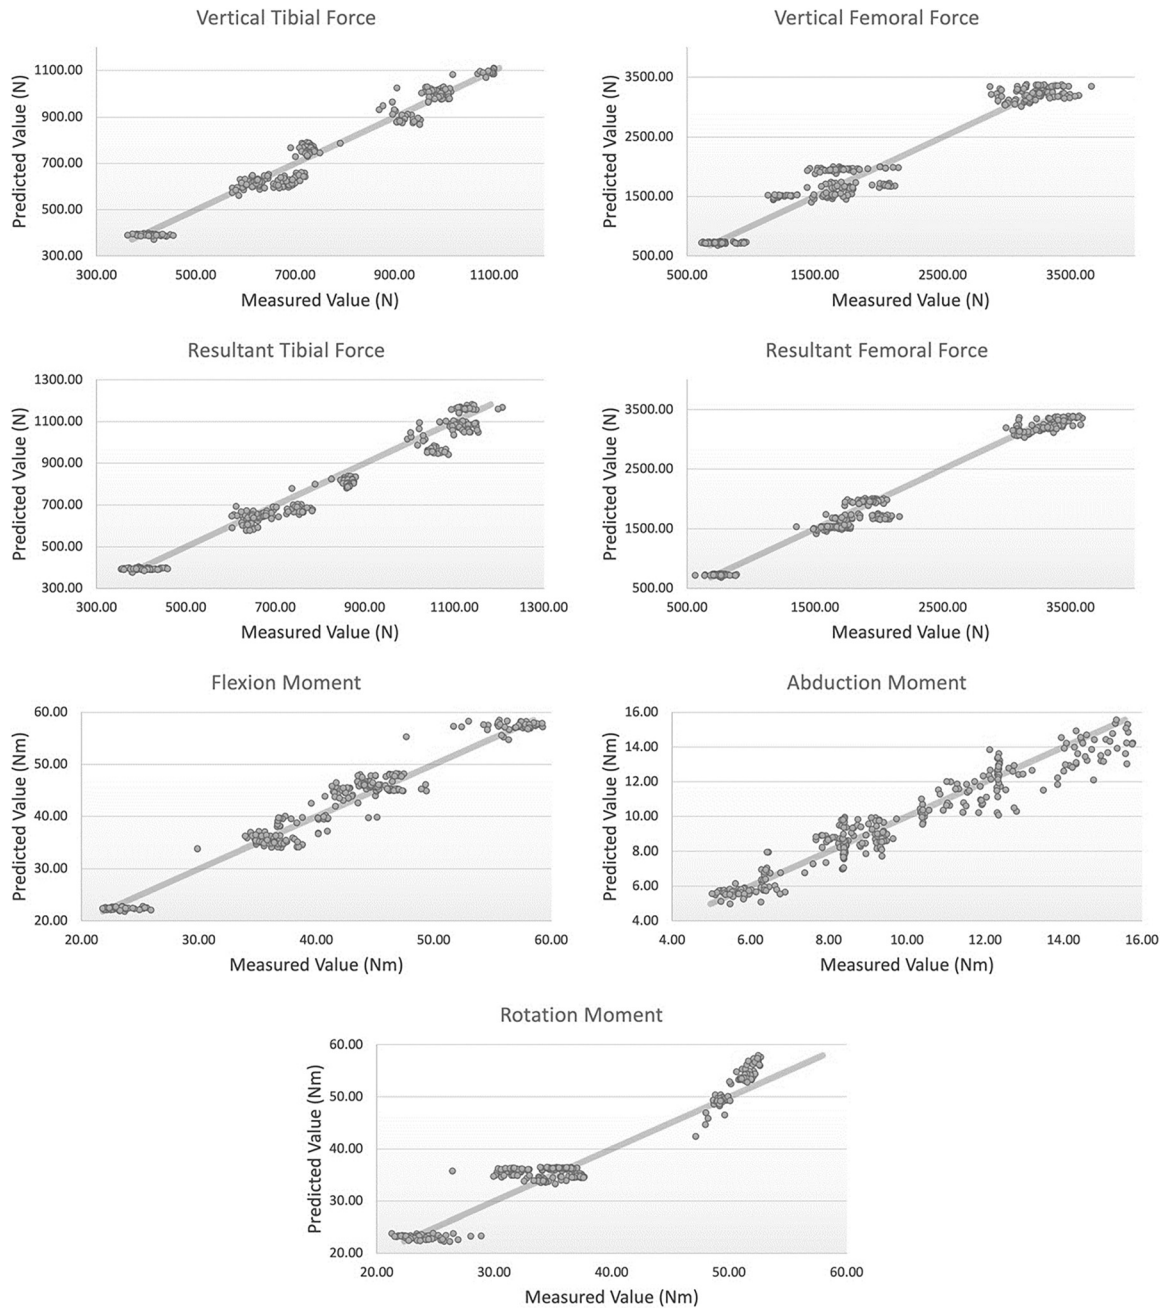 Vertical Tibial Force
Predicted Value (N)
1100.00
900.00
700.00
500.00
300.00
300.00 500.00 700.00 900.00 1100.00
Measured Value (N)
Vertical Femoral Force
Predicted Value (N)
3500.00
2500.00
1500.00
500.00
500.00 1500.00 2500.00 3500.00
Measured Value (N)
Resultant Tibial Force
Predicted Value (N)
1300.00
1100.00
900.00
700.00
500.00
300.00
300.00 500.00 700.00 900.00 1100.00 1300.00
Measured Value (N)
Resultant Femoral Force
Predicted Value (N)
3500.00
2500.00
1500.00
500.00
500.00 1500.00 2500.00 3500.00
Measured Value (N)
Flexion Moment
Predicted Value (Nm)
60.00
50.00
40.00
30.00
20.00
20.00 30.00 40.00 50.00 60.00
Measured Value (Nm)
Abduction Moment
Predicted Value (Nm)
16.00
14.00
12.00
10.00
8.00
6.00
4.00
4.00 6.00 8.00 10.00 12.00 14.00 16.00
Measured Value (Nm)
Rotation Moment
Predicted Value (Nm)
60.00
50.00
40.00
30.00
20.00
20.00 30.00 40.00 50.00 60.00
Measured Value (Nm)